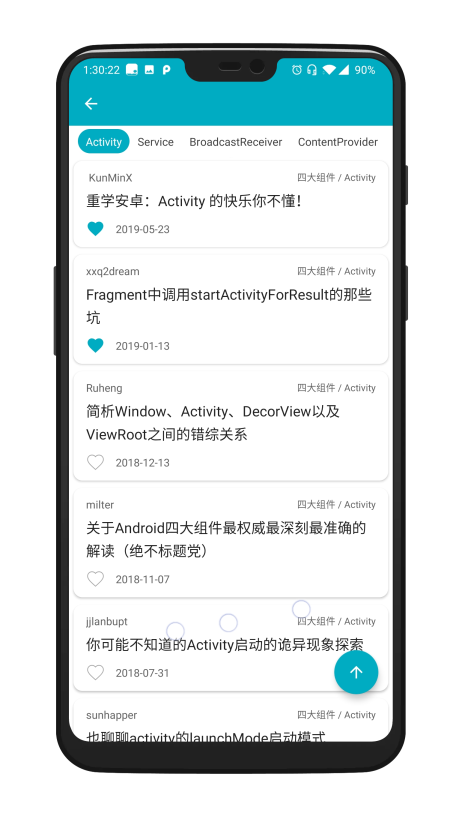 1:30:22 90%
Activity Service BroadcastReceiver ContentProvider
KunMinX 四大组件 / Activity
重学安卓：Activity 的快乐你不懂！
2019-05-23
xxq2dream 四大组件 / Activity
Fragment中调用startActivityForResult的那些
坑
2019-01-13
Ruheng 四大组件 / Activity
简析Window、Activity、DecorView以及
ViewRoot之间的错综关系
2018-12-13
milter 四大组件 / Activity
关于Android四大组件最权威最深刻最准确的
解读（绝不标题党）
2018-11-07
jjlanbupt 四大组件 / Activity
你可能不知道的Activity启动的诡异现象探索
2018-07-31
sunhapper 四大组件 / Activity
也聊聊activity的launchMode启动模式